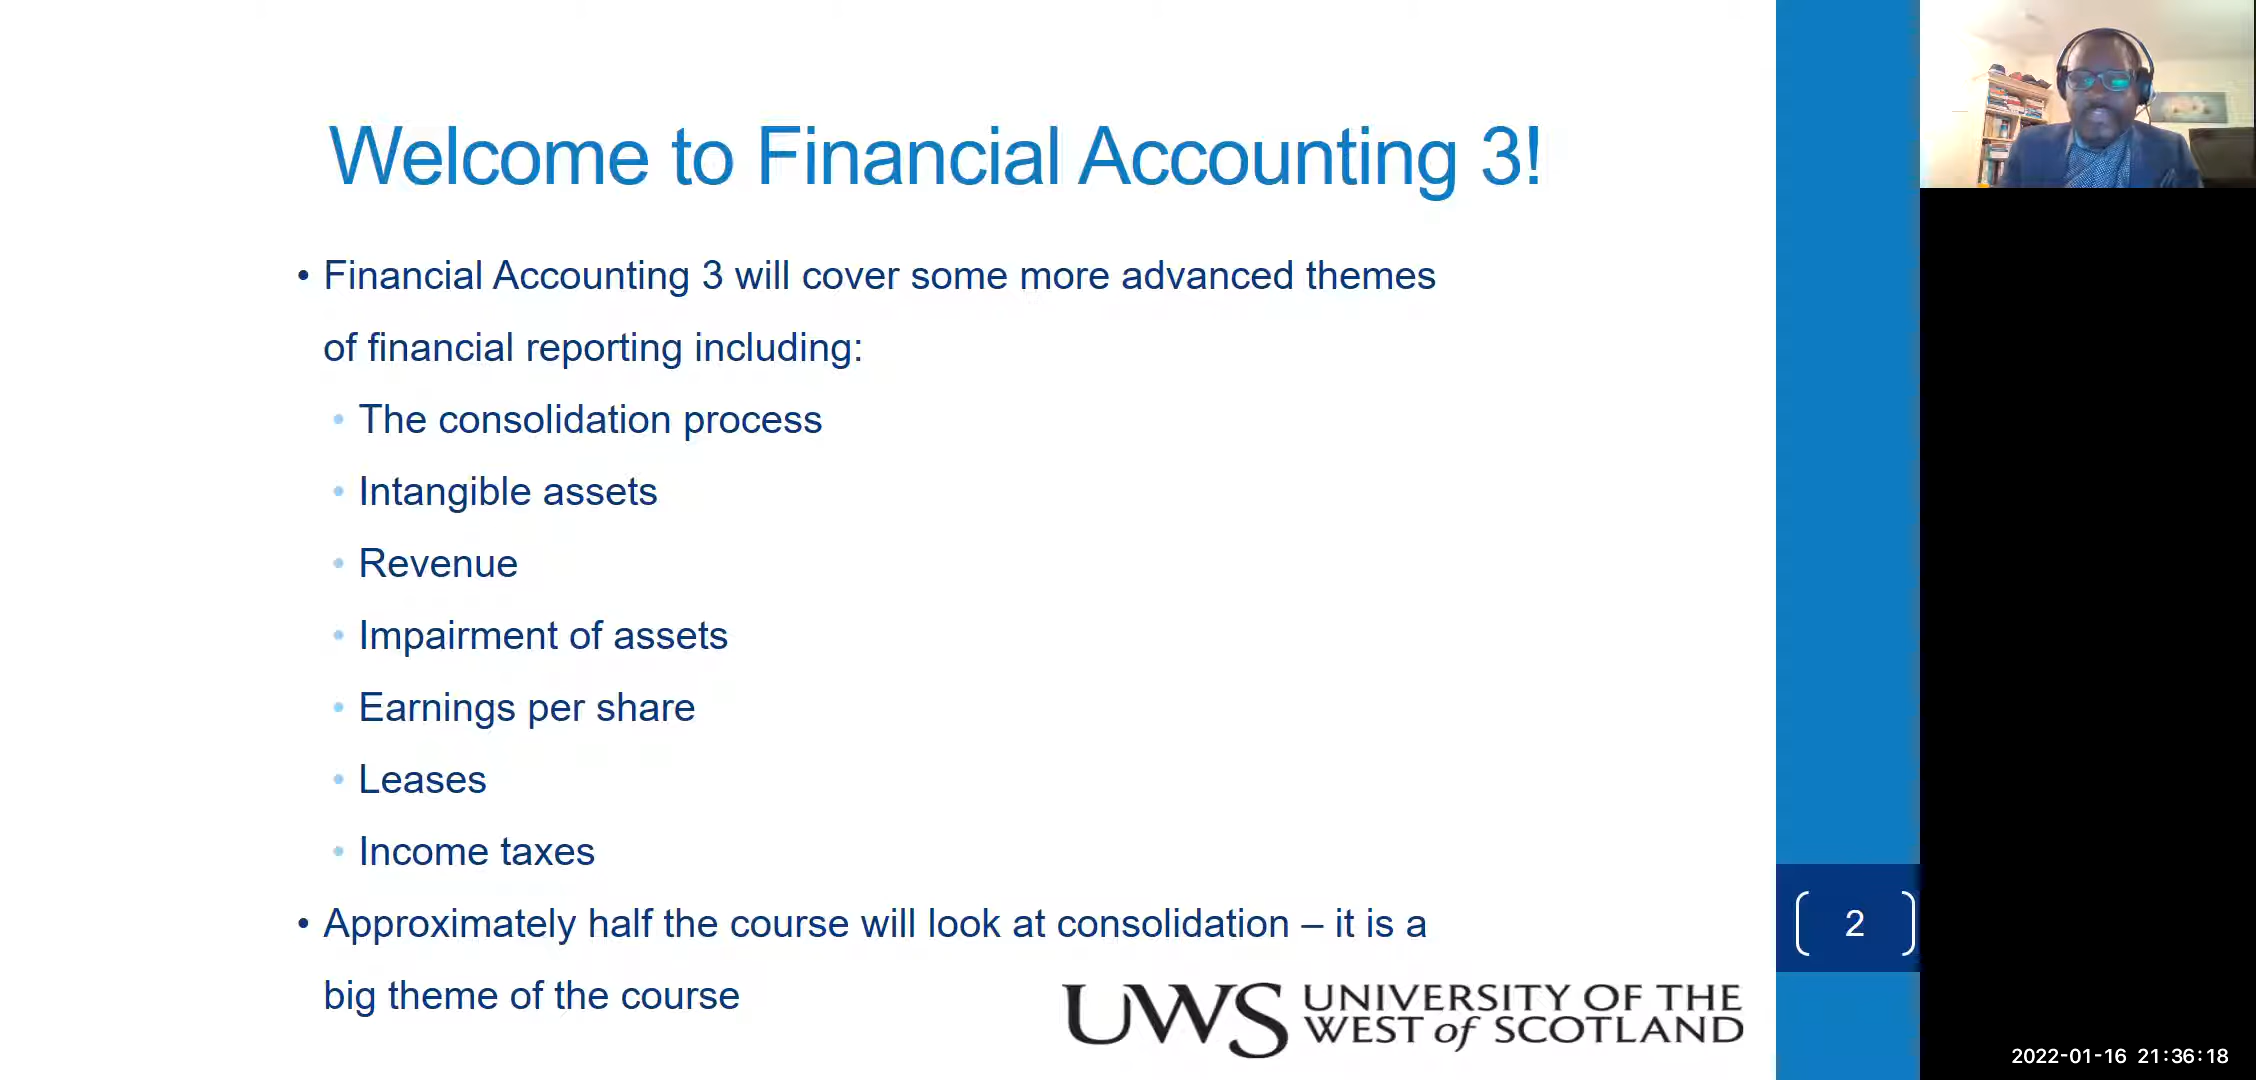 Welcome to Financial Accounting 3!
• Financial Accounting 3 will cover some more advanced themes
of financial reporting including:
• The consolidation process
• Intangible assets
• Revenue
• Impairment of assets
• Earnings per share
• Leases
• Income taxes
• Approximately half the course will look at consolidation – it is a
big theme of the course
2
UWS UNIVERSITY OF THE
WEST of SCOTLAND
2022-01-16 21:36:18